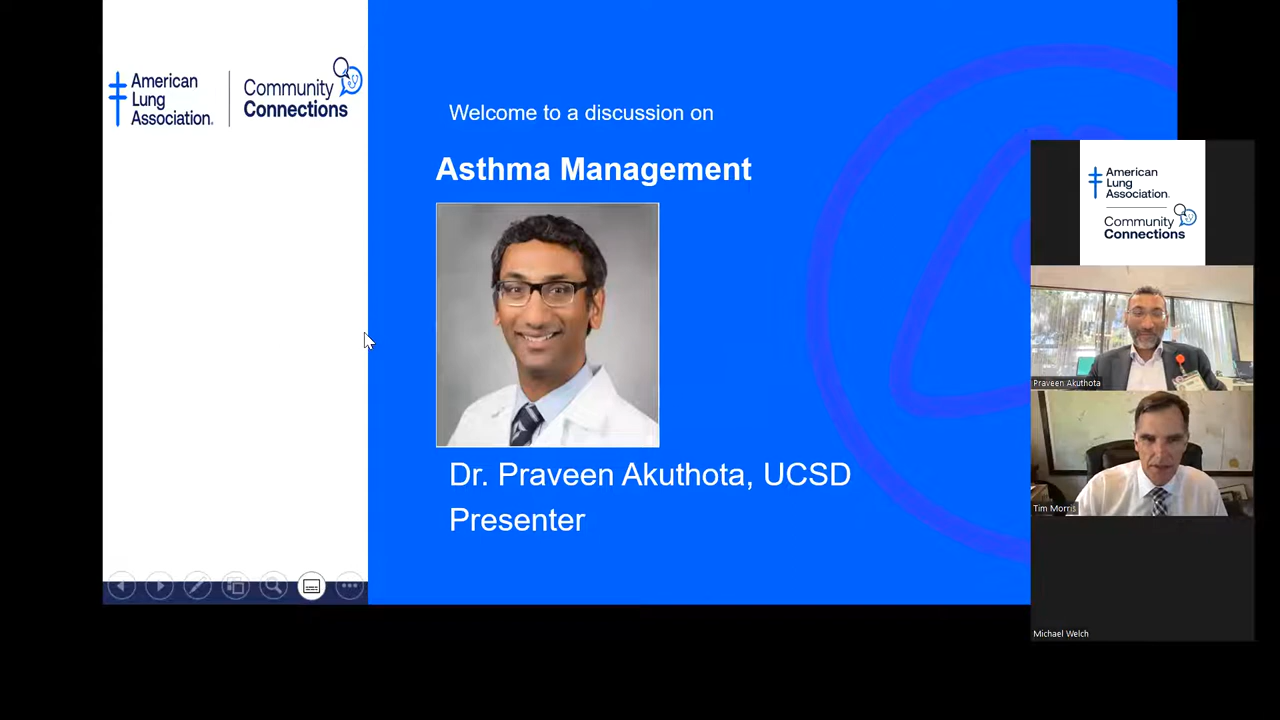 American
Lung
Association.
Community
Connections
Welcome to a discussion on
Asthma Management
Dr. Praveen Akuthota, UCSD
Presenter
American
Lung
Association.
Community
Connections
Praveen Akuthota
Tim Morris
Michael Welch